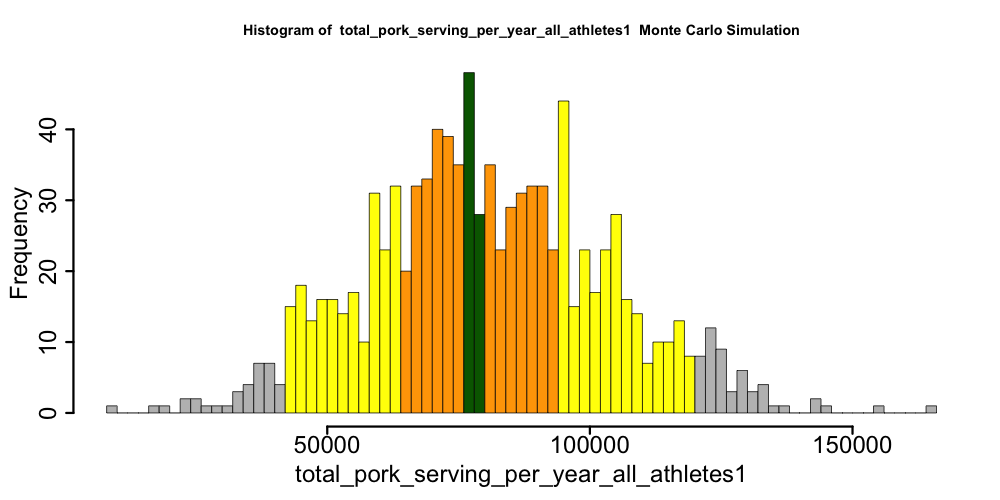 Histogram of  total_pork_serving_per_year_all_athletes1  Monte Carlo Simulation
Frequency
40
30
20
10
0
50000 100000 150000
total_pork_serving_per_year_all_athletes1